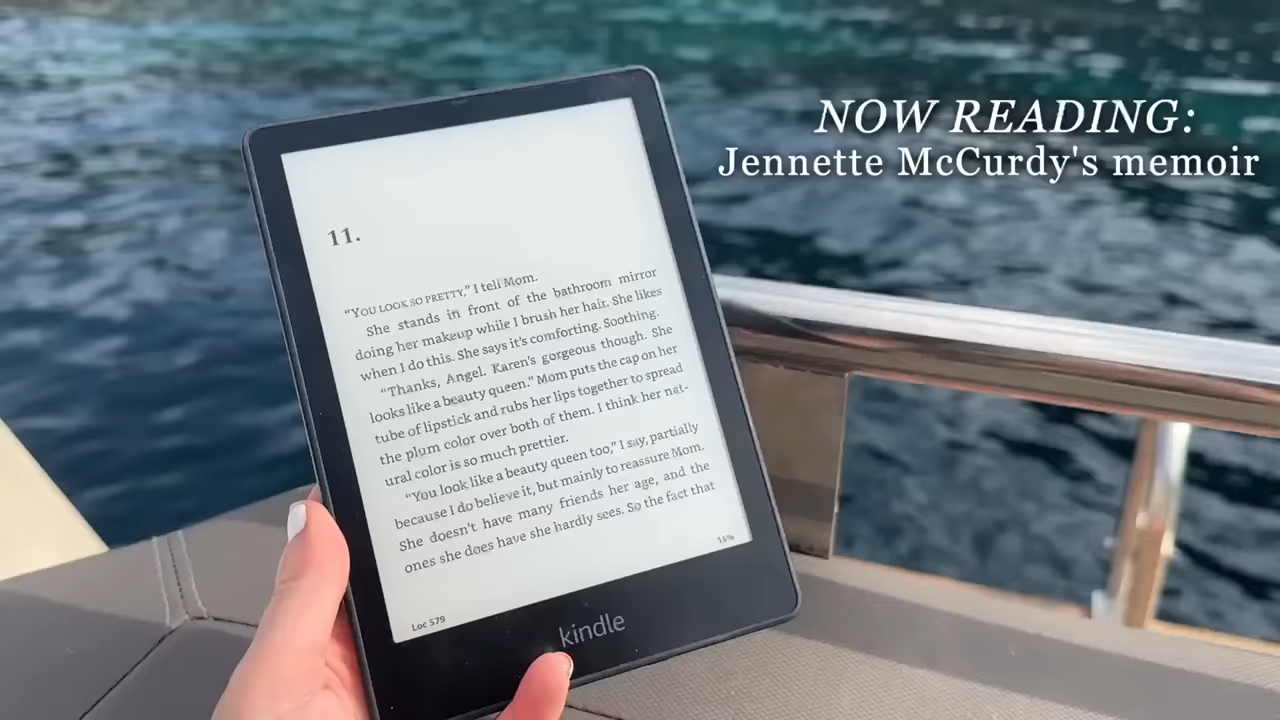 NOW READING:
Jennette McCurdy's memoir
11.
“YOU LOOK SO PRETTY,” I tell Mom.
She stands in front of the bathroom mirror
doing her makeup while I brush her hair. She likes
when I do this. She says it's comforting. Soothing.
“Thanks, Angel. Karen's gorgeous though. She
looks like a beauty queen.” Mom puts the cap on her
tube of lipstick and rubs her lips together to spread
the plum color over both of them. I think her nat-
ural color is so much prettier.
“You look like a beauty queen too,” I say, partially
because I do believe it, but mainly to reassure Mom.
She doesn't have many friends her age, and the
ones she does have she hardly sees. So the fact that
Loc 579
15%
kindle